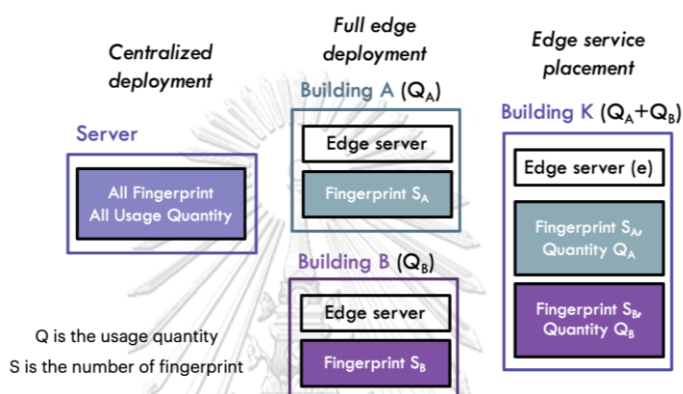 Centralized
deployment
Server
All Fingerprint
All Usage Quantity
Q is the usage quantity
S is the number of fingerprint
Full edge
deployment
Building A (QA)
Edge server
Fingerprint SA
Building B (QB)
Edge server
Fingerprint SB
Edge service
placement
Building K (QA+QB)
Edge server (e)
Fingerprint SA,
Quantity QA
Fingerprint SB,
Quantity QB